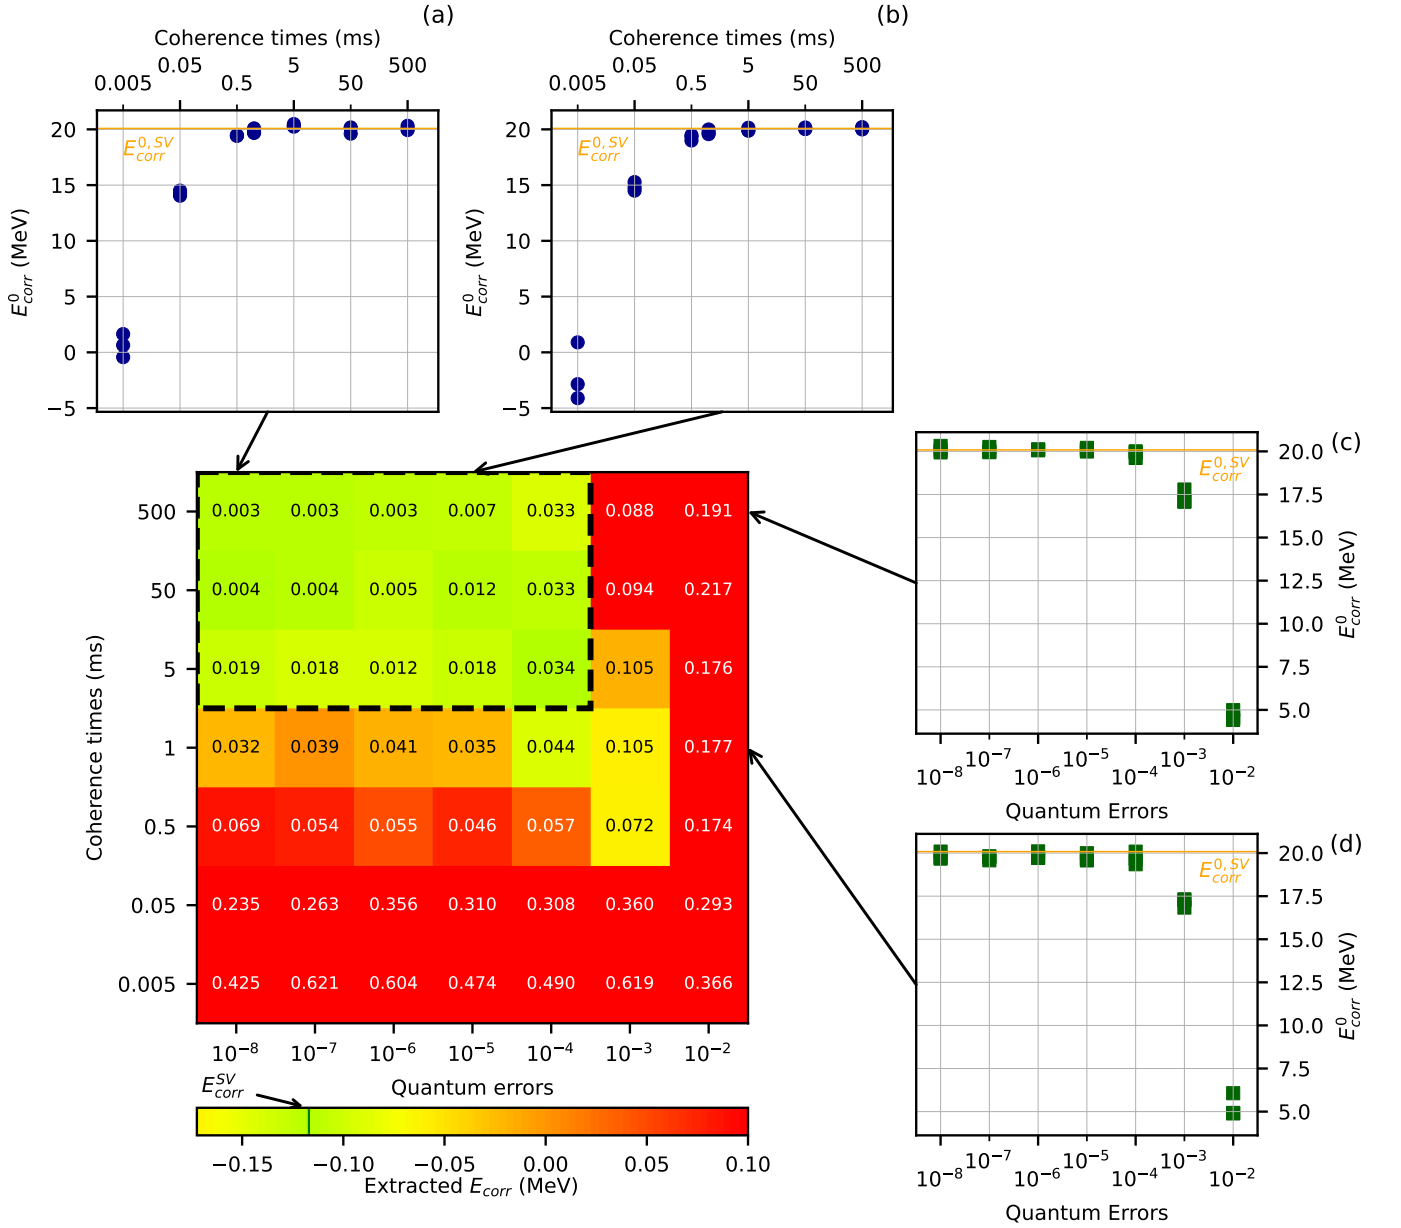 (a)
Coherence times (ms)
0.05 5 500
0.005 0.5 50
20
15
10
5
0
−5
E^{0,SV}_{corr}
E^0_{corr} (MeV)
(b)
Coherence times (ms)
0.05 5 500
0.005 0.5 50
20
15
10
5
0
−5
E^{0,SV}_{corr}
E^0_{corr} (MeV)
(c)
E^{0,SV}_{corr}
20.0
17.5
15.0
12.5
10.0
7.5
5.0
E^0_{corr} (MeV)
10^{−7} 10^{−5} 10^{−3}
10^{−8} 10^{−6} 10^{−4} 10^{−2}
Quantum Errors
(d)
E^{0,SV}_{corr}
20.0
17.5
15.0
12.5
10.0
7.5
5.0
E^0_{corr} (MeV)
10^{−7} 10^{−5} 10^{−3}
10^{−8} 10^{−6} 10^{−4} 10^{−2}
Quantum Errors
Coherence times (ms)
500 0.003 0.003 0.003 0.007 0.033 0.088 0.191
50 0.004 0.004 0.005 0.012 0.033 0.094 0.217
5 0.019 0.018 0.012 0.018 0.034 0.105 0.176
1 0.032 0.039 0.041 0.035 0.044 0.105 0.177
0.5 0.069 0.054 0.055 0.046 0.057 0.072 0.174
0.05 0.235 0.263 0.356 0.310 0.308 0.360 0.293
0.005 0.425 0.621 0.604 0.474 0.490 0.619 0.366
10^{−8} 10^{−7} 10^{−6} 10^{−5} 10^{−4} 10^{−3} 10^{−2}
Quantum errors
E^{SV}_{corr}
−0.15 −0.10 −0.05 0.00 0.05 0.10
Extracted E_{corr} (MeV)